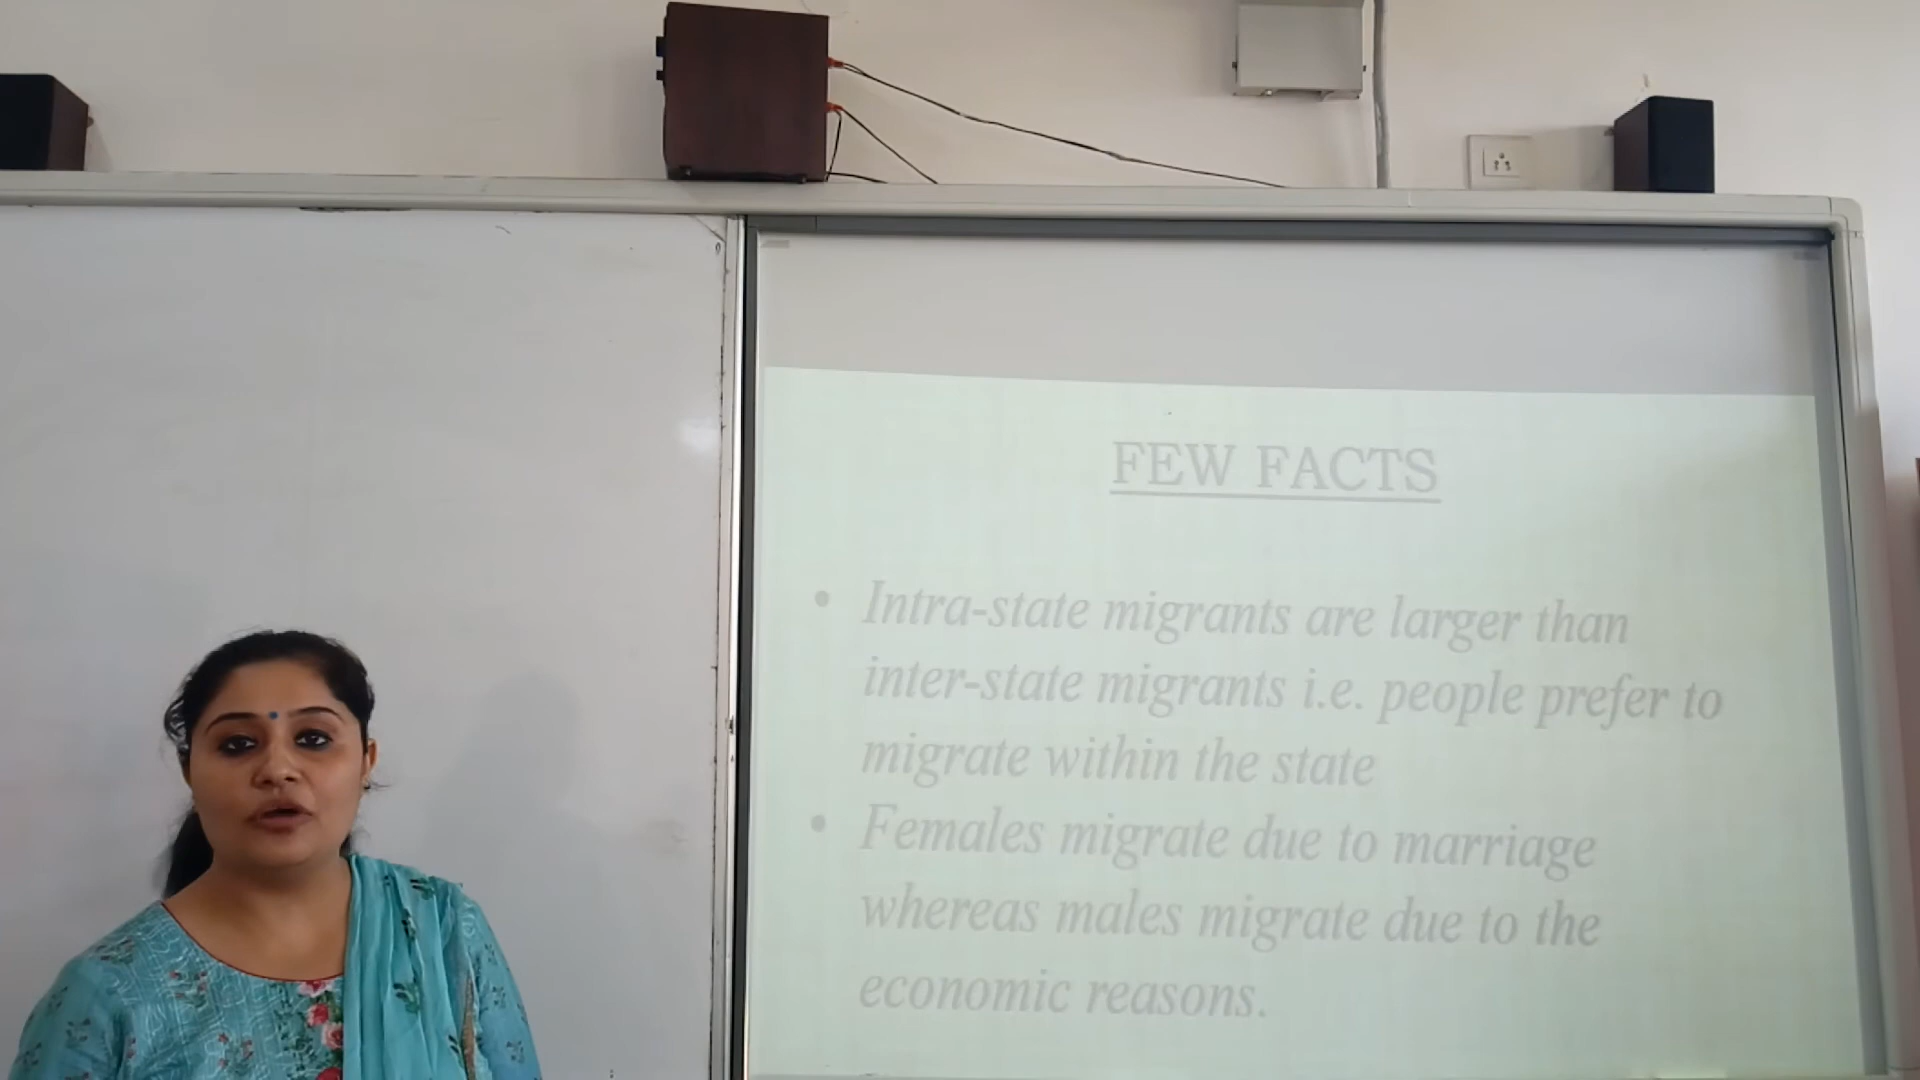 FEW FACTS
• Intra-state migrants are larger than
inter-state migrants i.e. people prefer to
migrate within the state
• Females migrate due to marriage
whereas males migrate due to the
economic reasons.